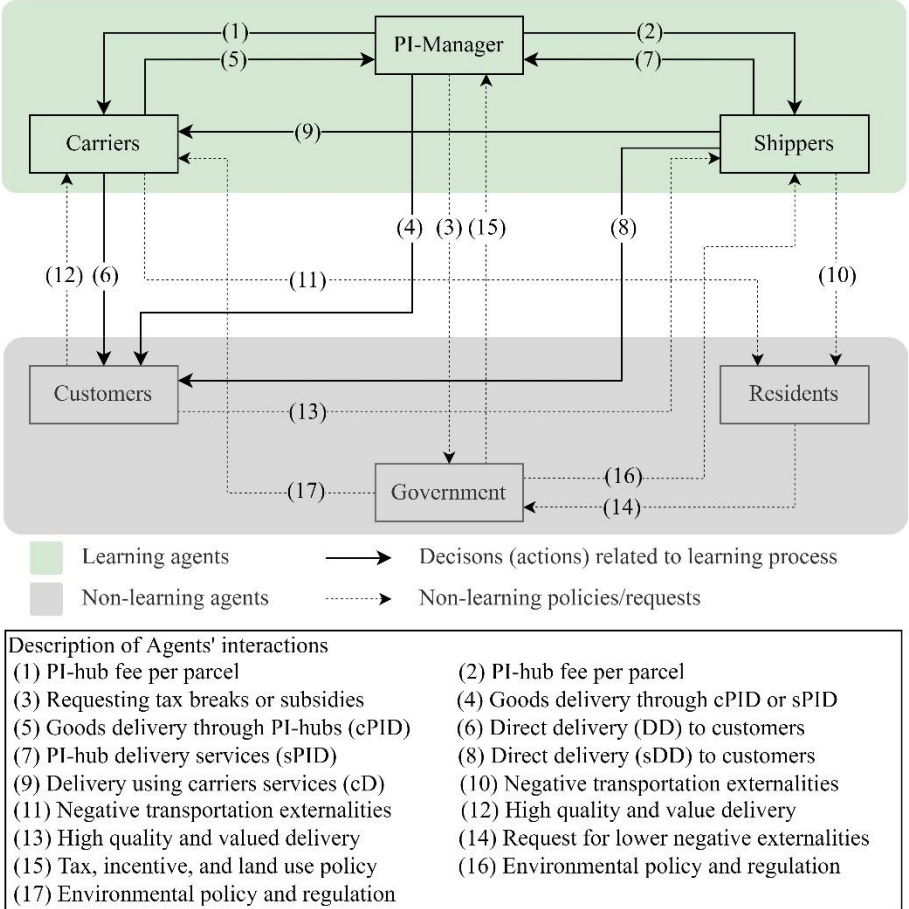 (1) (2)
PI-Manager
(5) (7)
Carriers (9) Shippers
(4) (3) (15) (8)
(12) (6) (11) (10)
Customers Residents
(13)
(17) Government (16)
(14)
Learning agents Decisons (actions) related to learning process
Non-learning agents Non-learning policies/requests
Description of Agents' interactions
(1) PI-hub fee per parcel (2) PI-hub fee per parcel
(3) Requesting tax breaks or subsidies (4) Goods delivery through cPID or sPID
(5) Goods delivery through PI-hubs (cPID) (6) Direct delivery (DD) to customers
(7) PI-hub delivery services (sPID) (8) Direct delivery (sDD) to customers
(9) Delivery using carriers services (cD) (10) Negative transportation externalities
(11) Negative transportation externalities (12) High quality and value delivery
(13) High quality and valued delivery (14) Request for lower negative externalities
(15) Tax, incentive, and land use policy (16) Environmental policy and regulation
(17) Environmental policy and regulation